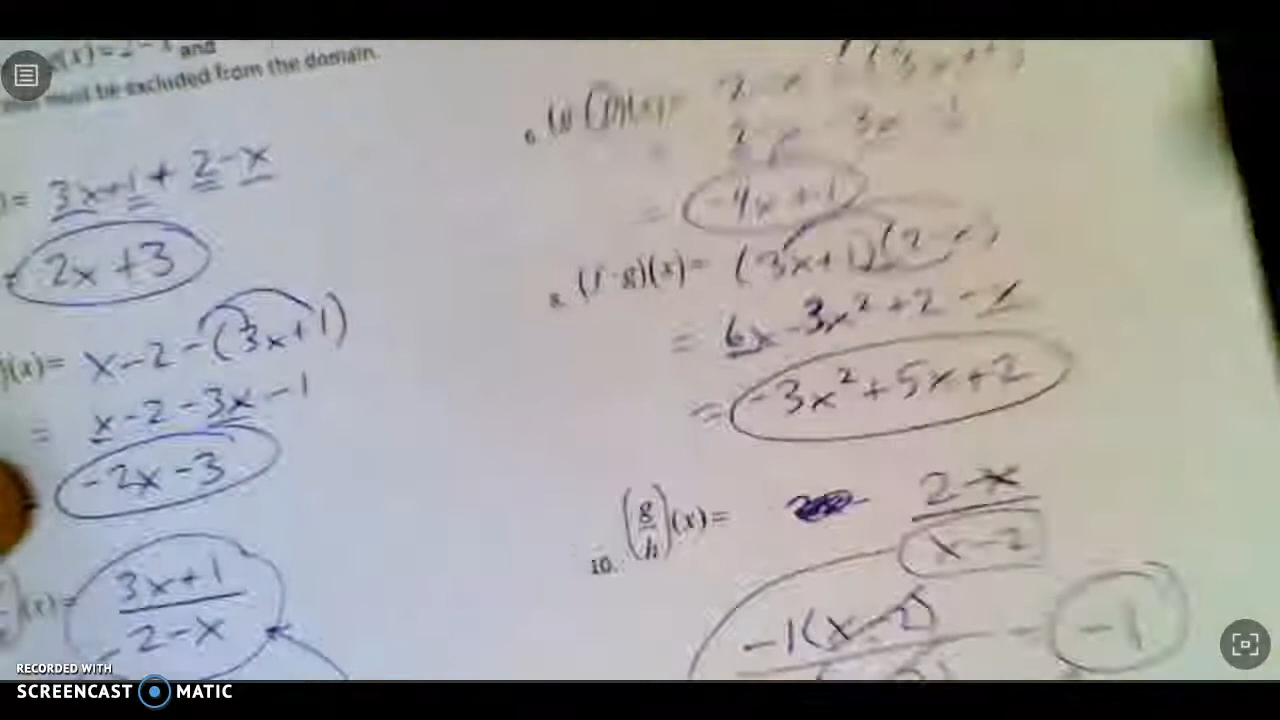 g(x) = 2 - x and
must be excluded from the domain.
= 3x+1 + 2-x
2x +3
(x)= x-2-(3x+1)
= x-2-3x-1
-2x-3
(x)= 3x+1
2-x
6.
= -4x+1
8. (f·g)(x)= (3x+1)(2-x)
= 6x-3x²+2-x
= -3x²+5x+2
10. (g/h)(x)= 2-x
x-2
-1(x-2) = -1
RECORDED WITH
SCREENCAST MATIC